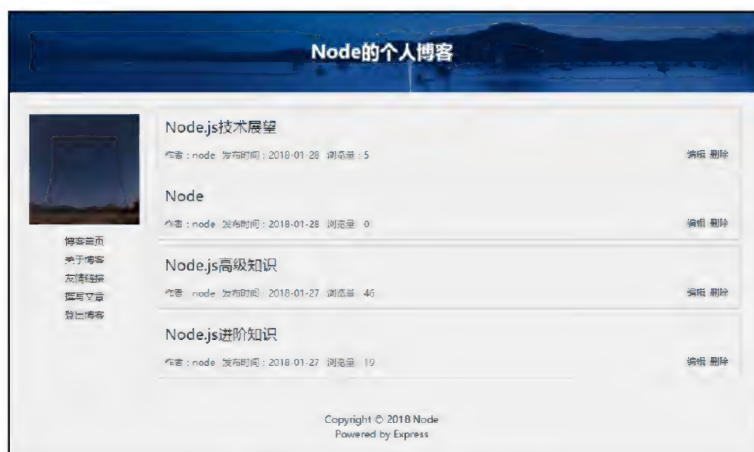 Node的个人博客
Node.js技术展望
作者：node 发布时间：2018-01-28 浏览量：5
编辑 删除
Node
作者：node 发布时间：2018-01-28 浏览量 0
编辑 删除
博客首页
关于博客
友情链接
撰写文章
登出博客
Node.js高级知识
作者 node 发布时间：2018-01-27 浏览量 46
编辑 删除
Node.js进阶知识
作者：node 发布时间：2018-01-27 浏览量 19
编辑 删除
Copyright © 2018 Node
Powered by Express